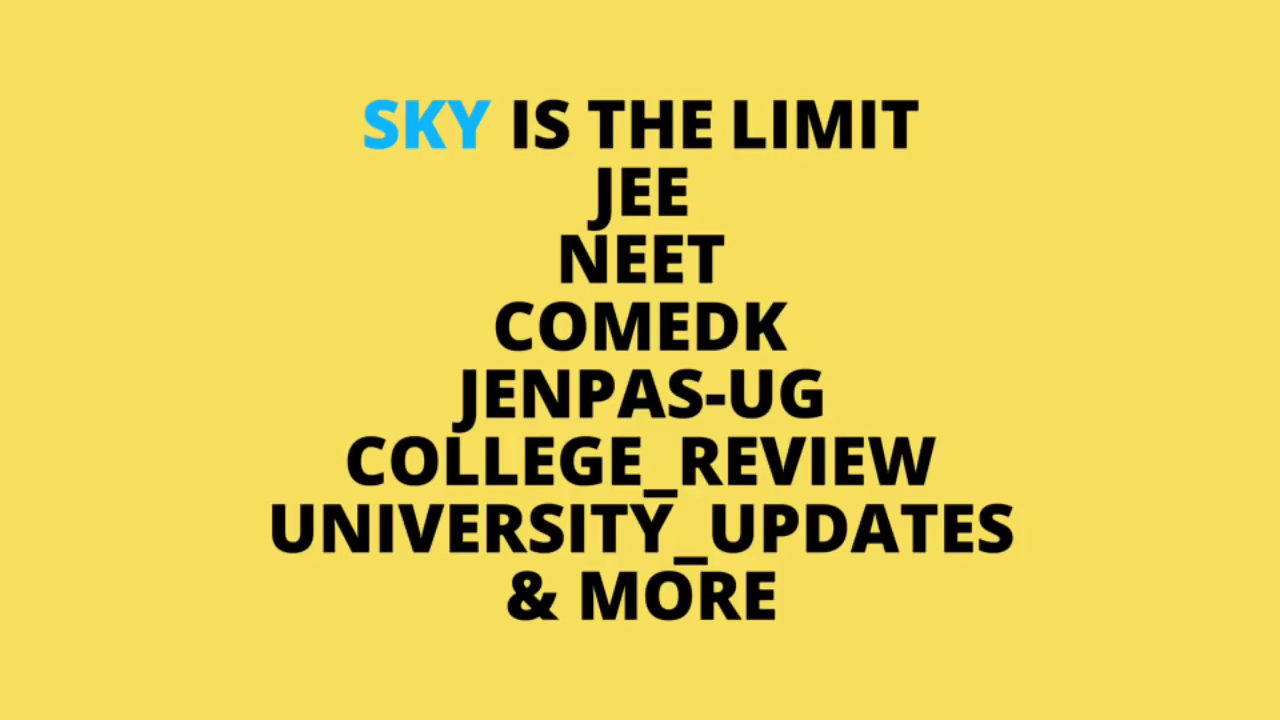 SKY IS THE LIMIT
JEE
NEET
COMEDK
JENPAS-UG
COLLEGE_REVIEW
UNIVERSITY_UPDATES
& MORE